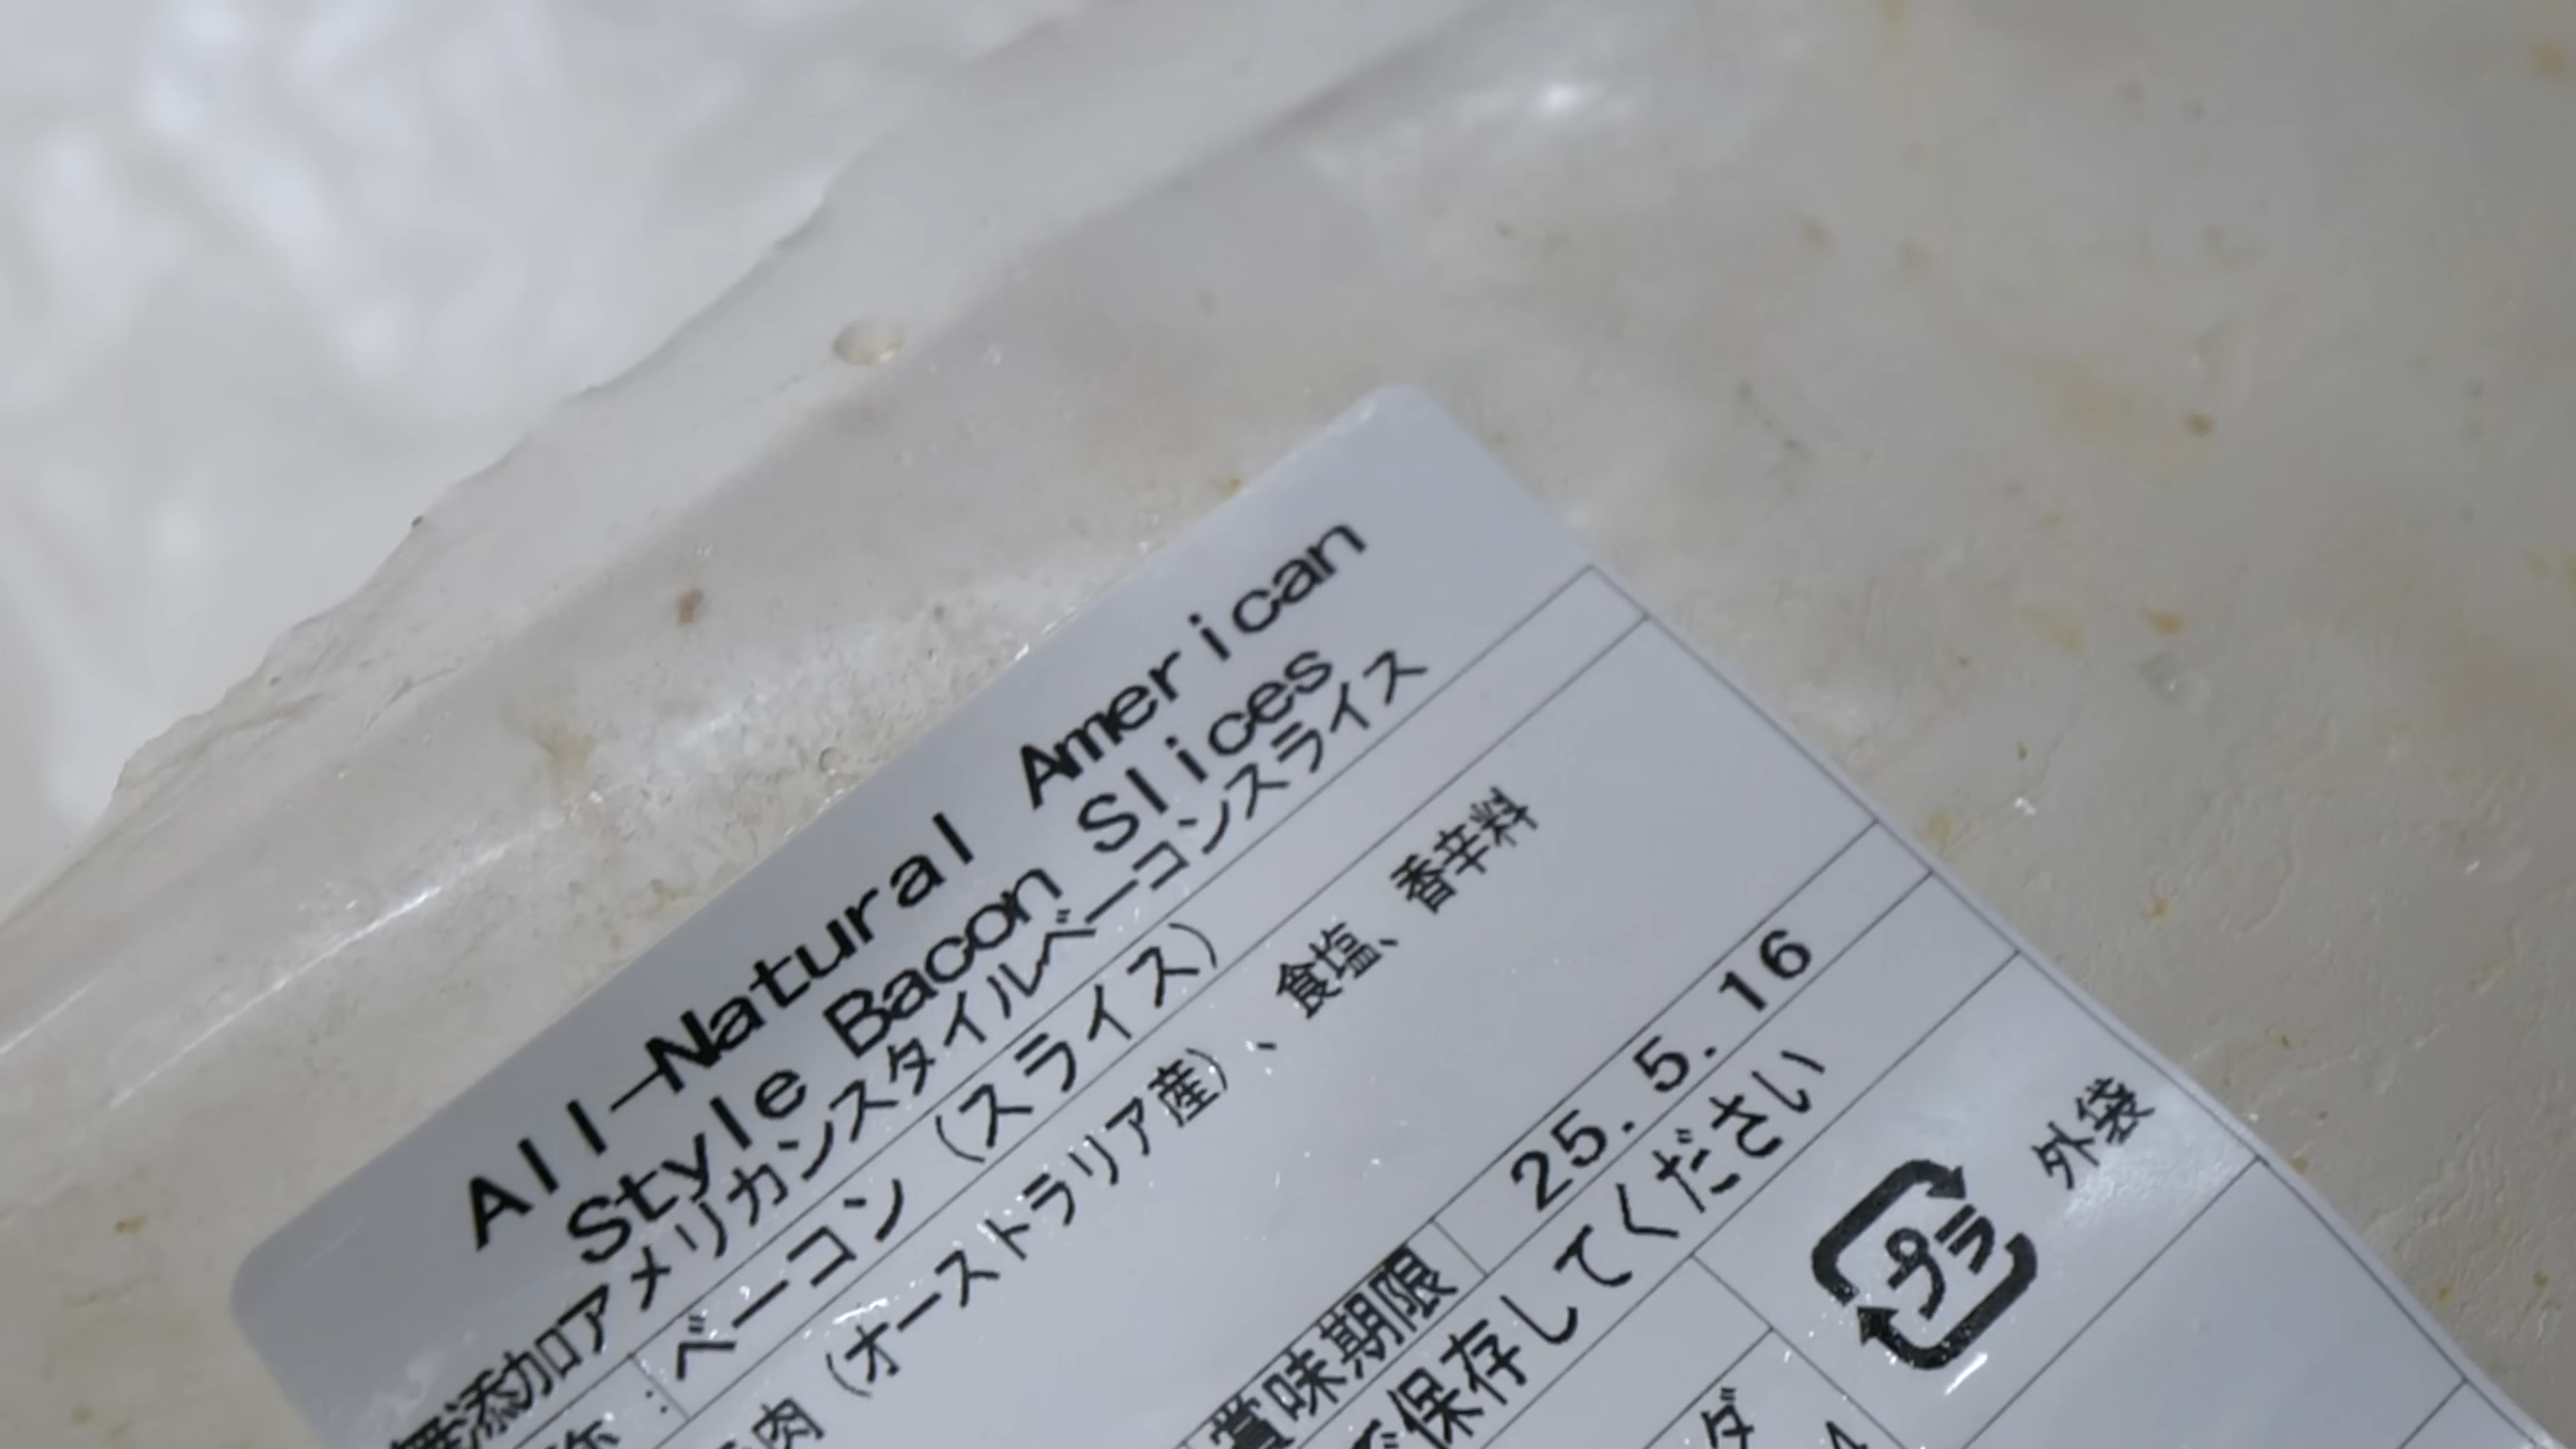 All-Natural American
Style Bacon Slices
無添加アメリカンスタイルベーコンスライス
称 : ベーコン (スライス)
肉 (オーストラリア産) 、食塩、香辛料
賞味期限 25. 5. 16
で保存してください
プラ 外袋
ダ